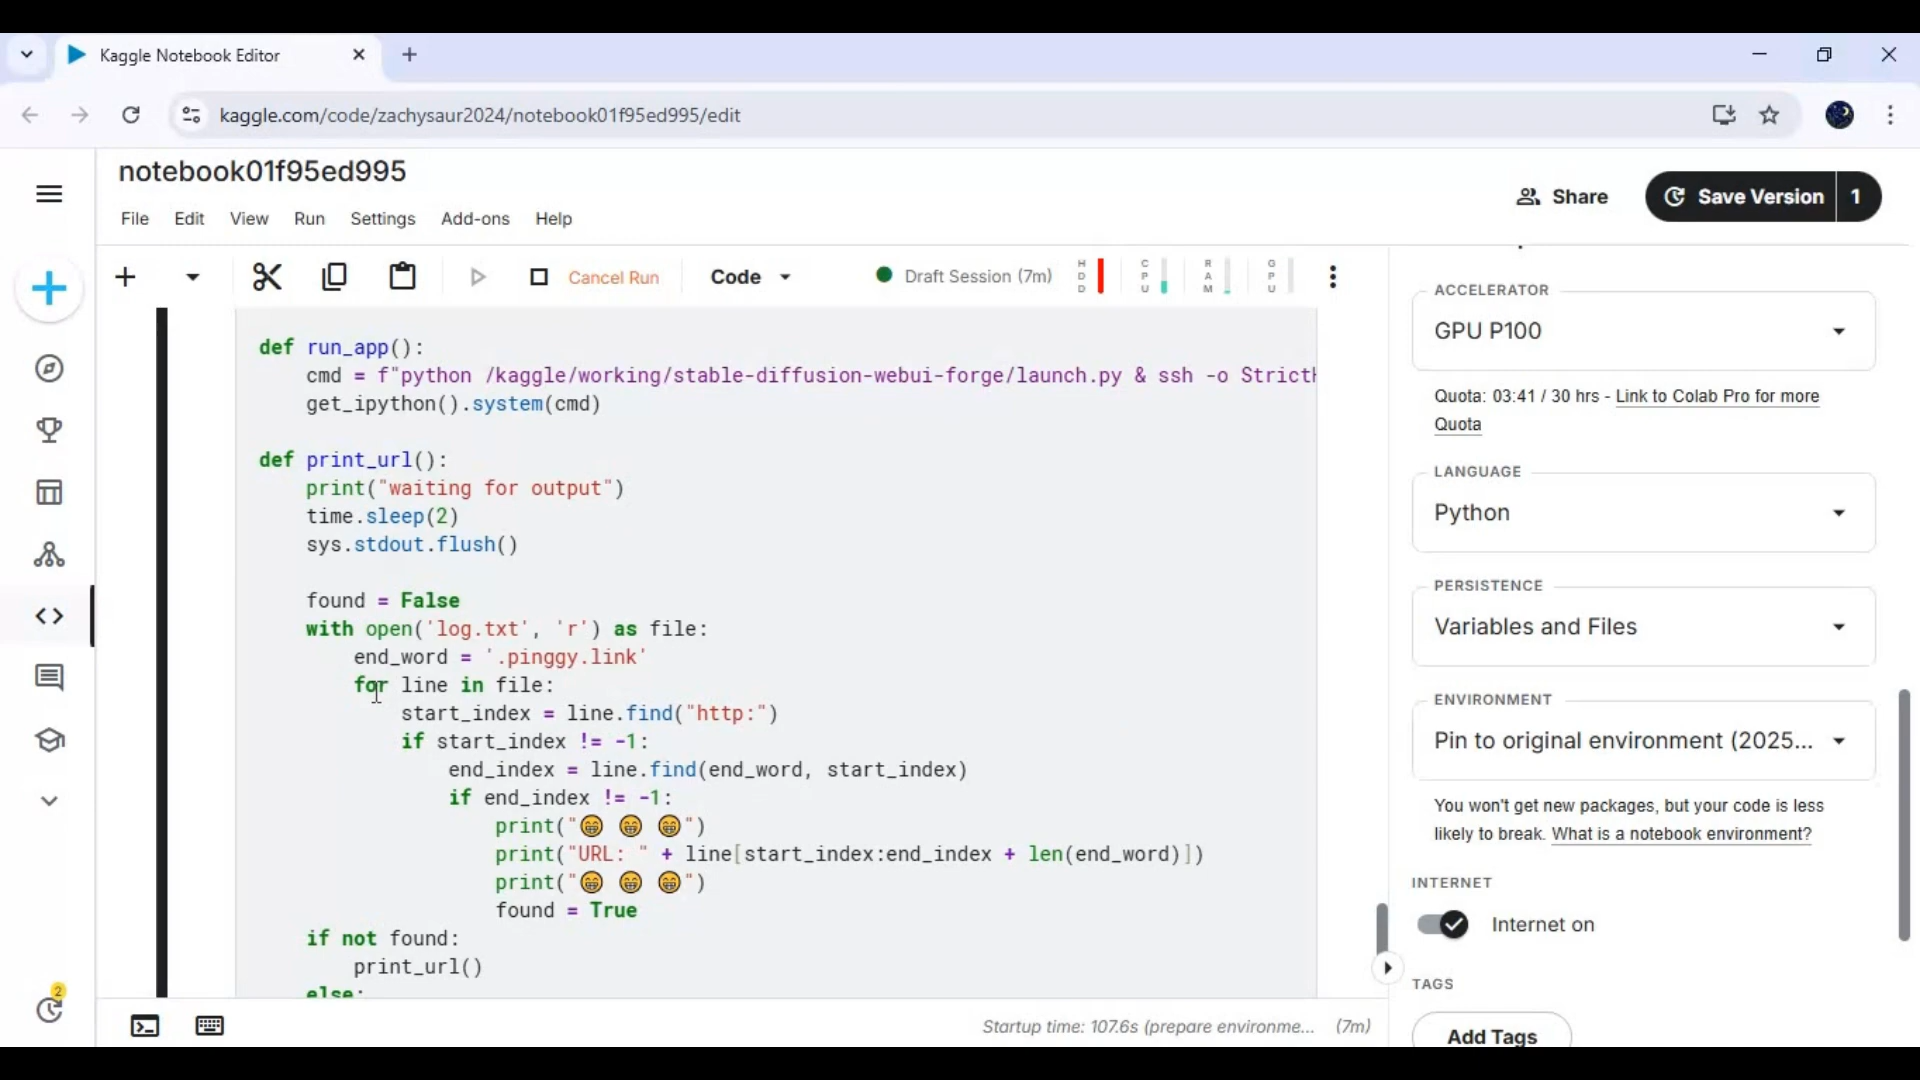 Kaggle Notebook Editor
kaggle.com/code/zachysaur2024/notebook01f95ed995/edit
notebook01f95ed995
File Edit View Run Settings Add-ons Help
Share
Save Version 1
Cancel Run
Code
Draft Session (7m)
HDD
CPU
RAM
GPU
def run_app():
    cmd = f"python /kaggle/working/stable-diffusion-webui-forge/launch.py & ssh -o Strict
    get_ipython().system(cmd)
def print_url():
    print("waiting for output")
    time.sleep(2)
    sys.stdout.flush()
    found = False
    with open('log.txt', 'r') as file:
        end_word = '.pinggy.link'
        for line in file:
            start_index = line.find("http:")
            if start_index != -1:
                end_index = line.find(end_word, start_index)
                if end_index != -1:
                    print("😁 😁 😁")
                    print("URL: " + line[start_index:end_index + len(end_word)])
                    print("😁 😁 😁")
                    found = True
    if not found:
        print_url()
    else:
ACCELERATOR
GPU P100
Quota: 03:41 / 30 hrs - Link to Colab Pro for more
Quota
LANGUAGE
Python
PERSISTENCE
Variables and Files
ENVIRONMENT
Pin to original environment (2025...
You won't get new packages, but your code is less
likely to break. What is a notebook environment?
INTERNET
Internet on
TAGS
Add Tags
2
Startup time: 107.6s (prepare environme... (7m)